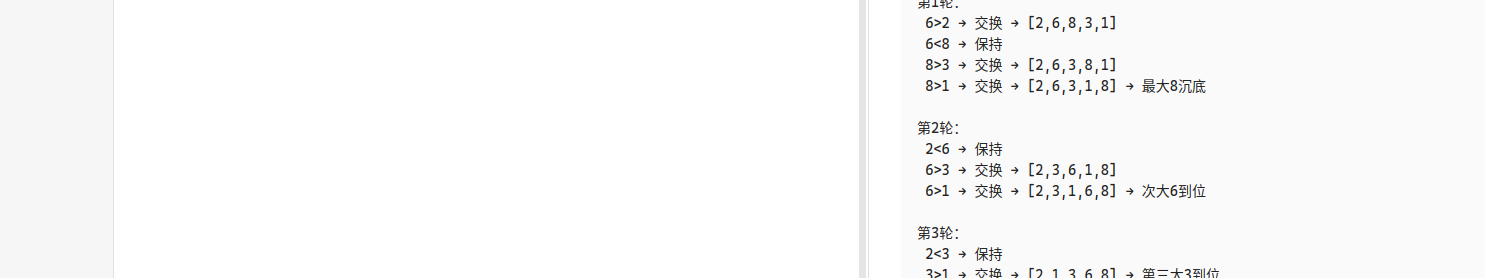 第1轮：
6>2 → 交换 → [2,6,8,3,1]
6<8 → 保持
8>3 → 交换 → [2,6,3,8,1]
8>1 → 交换 → [2,6,3,1,8] → 最大8沉底
第2轮：
2<6 → 保持
6>3 → 交换 → [2,3,6,1,8]
6>1 → 交换 → [2,3,1,6,8] → 次大6到位
第3轮：
2<3 → 保持
3>1 → 交换 → [2,1,3,6,8] → 第三大3到位